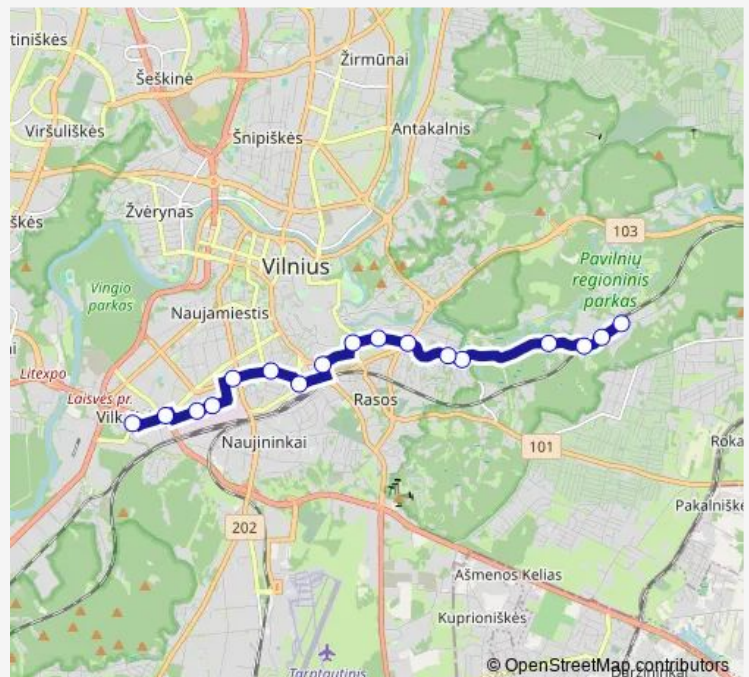 tiniškės
Žirmūnai
Šeškinė
Viršuliškės
Šnipiškės
Antakalnis
škės
Žvėrynas
103
Vilnius
Pavilnių
regioninis
parkas
Vingio
parkas
Naujamiestis
Litexpo
Laisvės pr.
Rasos
Vilk
Naujininkai
101
Roka
202
Pakalniškė
Ašmenos Kelias
Kuprioniškės
Tarptautinis
© OpenStreetMap contributors